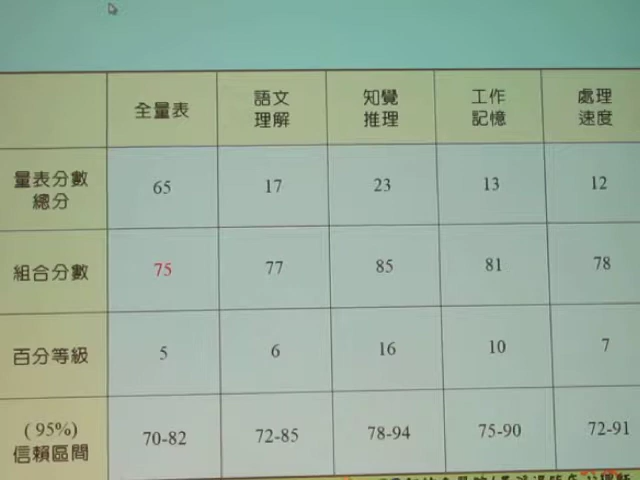 全量表 語文 知覺 工作 處理
理解 推理 記憶 速度
量表分數
總分 65 17 23 13 12
組合分數 75 77 85 81 78
百分等級 5 6 16 10 7
( 95%)
信賴區間 70-82 72-85 78-94 75-90 72-91